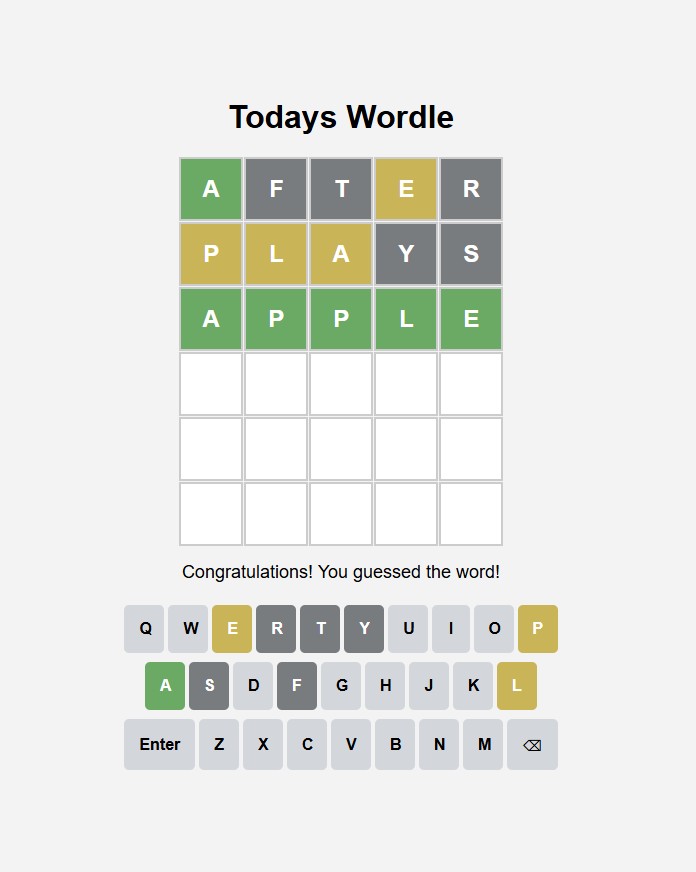 Todays Wordle
A F T E R
P L A Y S
A P P L E
Congratulations! You guessed the word!
Q W E R T Y U I O P
A S D F G H J K L
Enter Z X C V B N M ⌫